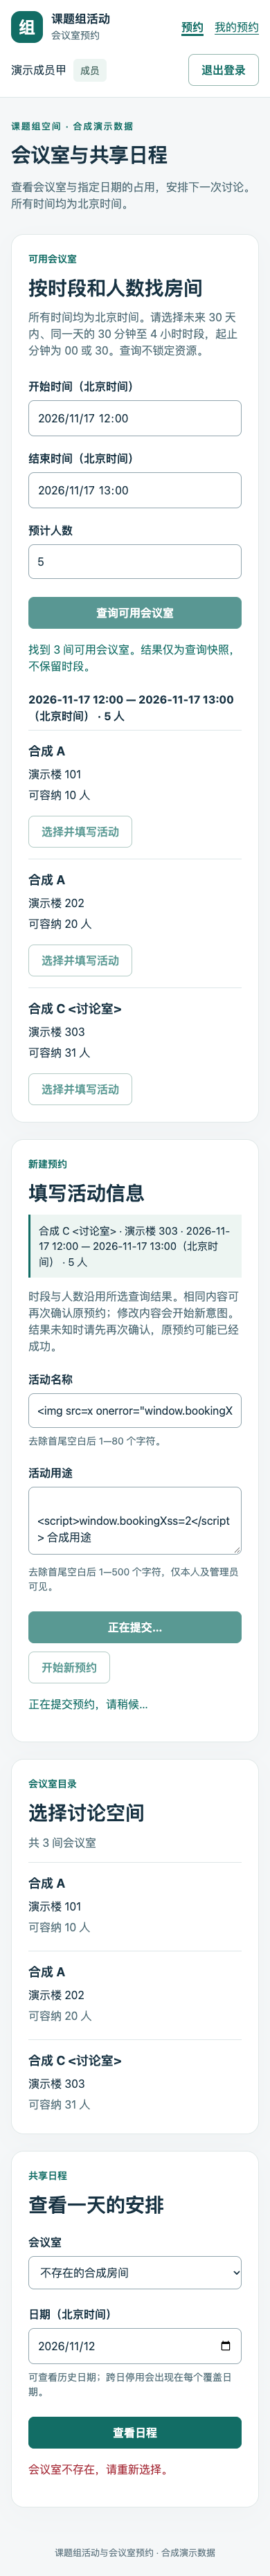 组
课题组活动
会议室预约
预约
我的预约
演示成员甲
成员
退出登录
课题组空间 · 合成演示数据
会议室与共享日程
查看会议室与指定日期的占用，安排下一次讨论。
所有时间均为北京时间。
可用会议室
按时段和人数找房间
所有时间均为北京时间。请选择未来 30 天
内、同一天的 30 分钟至 4 小时时段，起止
分钟为 00 或 30。查询不锁定资源。
开始时间（北京时间）
2026/11/17 12:00
结束时间（北京时间）
2026/11/17 13:00
预计人数
5
查询可用会议室
找到 3 间可用会议室。结果仅为查询快照，
不保留时段。
2026-11-17 12:00 — 2026-11-17 13:00
（北京时间） · 5 人
合成 A
演示楼 101
可容纳 10 人
选择并填写活动
合成 A
演示楼 202
可容纳 20 人
选择并填写活动
合成 C <讨论室>
演示楼 303
可容纳 31 人
选择并填写活动
新建预约
填写活动信息
合成 C <讨论室> · 演示楼 303 · 2026-11-
17 12:00 — 2026-11-17 13:00（北京时
间） · 5 人
时段与人数沿用所选查询结果。相同内容可
再次确认原预约；修改内容会开始新意图。
结果未知时请先再次确认，原预约可能已经
成功。
活动名称
<img src=x onerror="window.bookingX
去除首尾空白后 1—80 个字符。
活动用途
<script>window.bookingXss=2</script
> 合成用途
去除首尾空白后 1—500 个字符，仅本人及管理员
可见。
正在提交…
开始新预约
正在提交预约，请稍候…
会议室目录
选择讨论空间
共 3 间会议室
合成 A
演示楼 101
可容纳 10 人
合成 A
演示楼 202
可容纳 20 人
合成 C <讨论室>
演示楼 303
可容纳 31 人
共享日程
查看一天的安排
会议室
不存在的合成房间
日期（北京时间）
2026/11/12
可查看历史日期；跨日停用会出现在每个覆盖日
期。
查看日程
会议室不存在，请重新选择。
课题组活动与会议室预约 · 合成演示数据